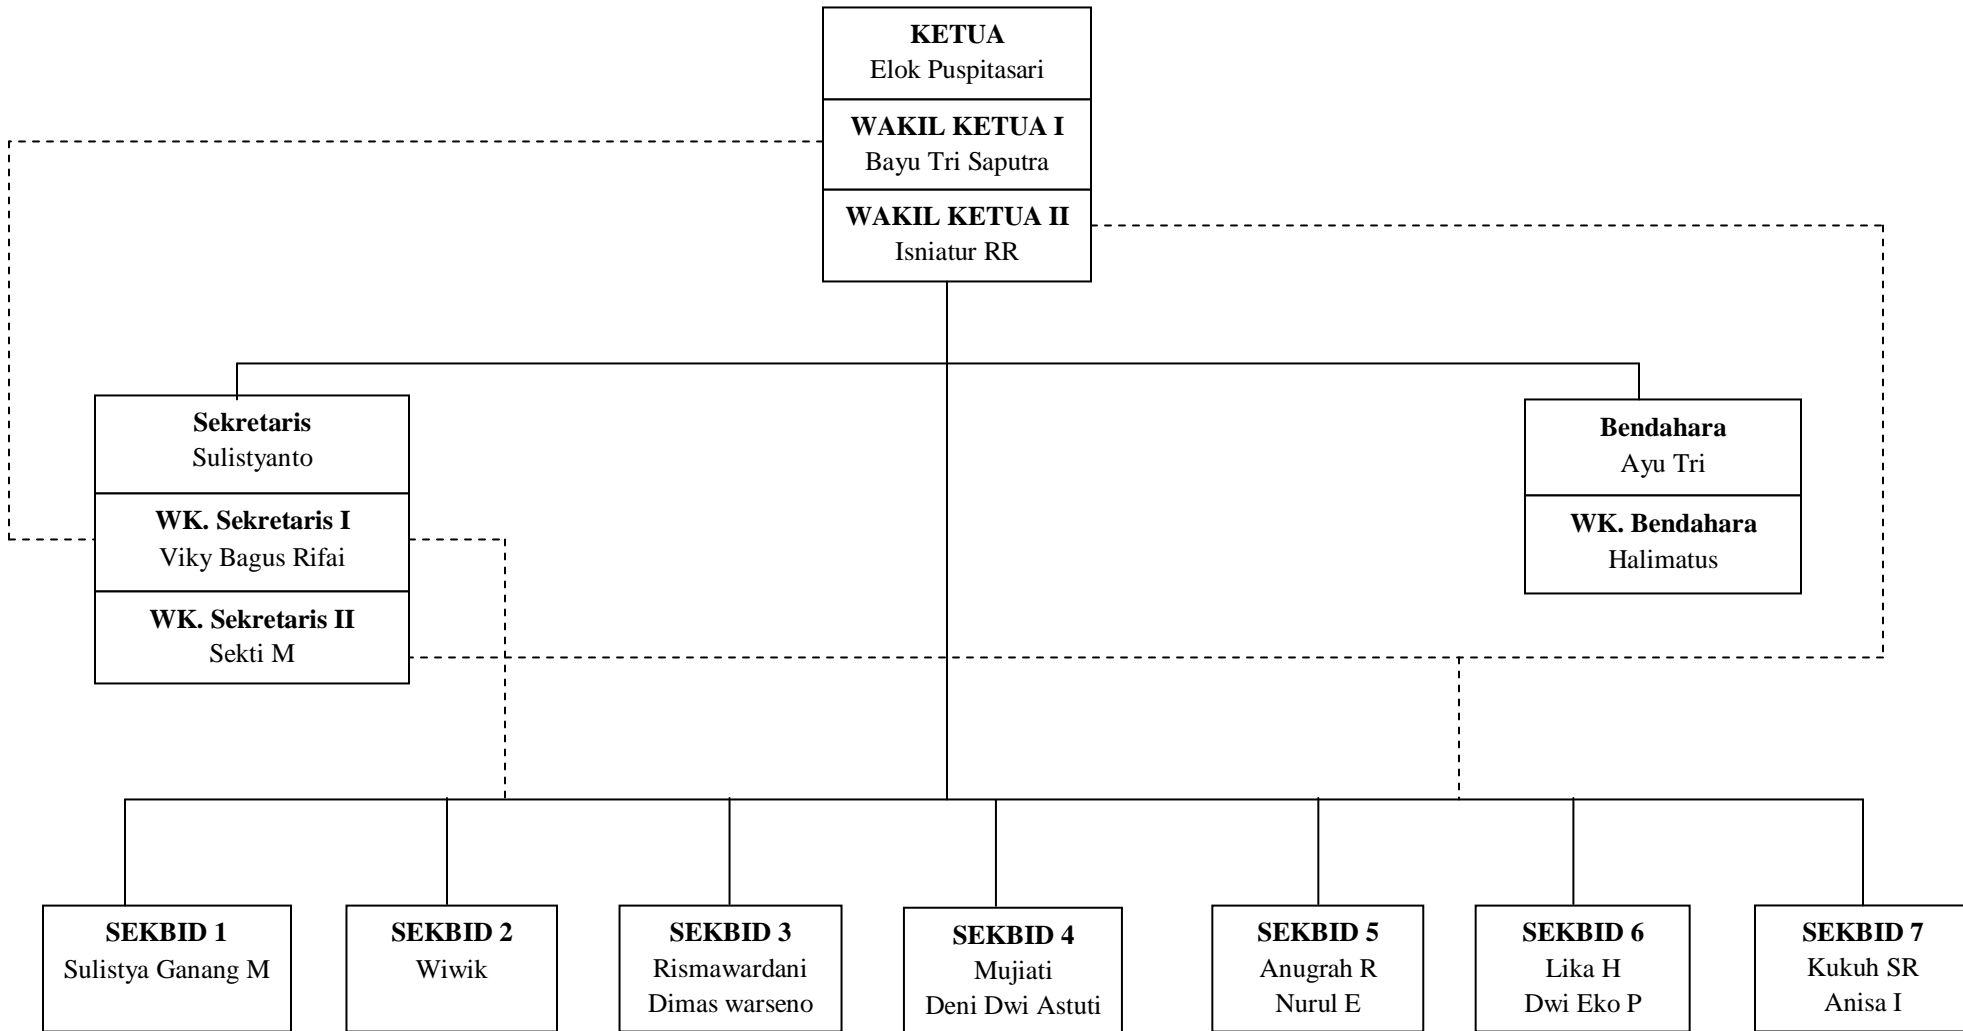 KETUA
Elok Puspitasari
WAKIL KETUA I
Bayu Tri Saputra
WAKIL KETUA II
Isniatur RR
Sekretaris
Sulistyanto
WK. Sekretaris I
Viky Bagus Rifai
WK. Sekretaris II
Sekti M
Bendahara
Ayu Tri
WK. Bendahara
Halimatus
SEKBID 1
Sulistya Ganang M
SEKBID 2
Wiwik
SEKBID 3
Rismawardani
Dimas warseno
SEKBID 4
Mujiati
Deni Dwi Astuti
SEKBID 5
Anugrah R
Nurul E
SEKBID 6
Lika H
Dwi Eko P
SEKBID 7
Kukuh SR
Anisa I